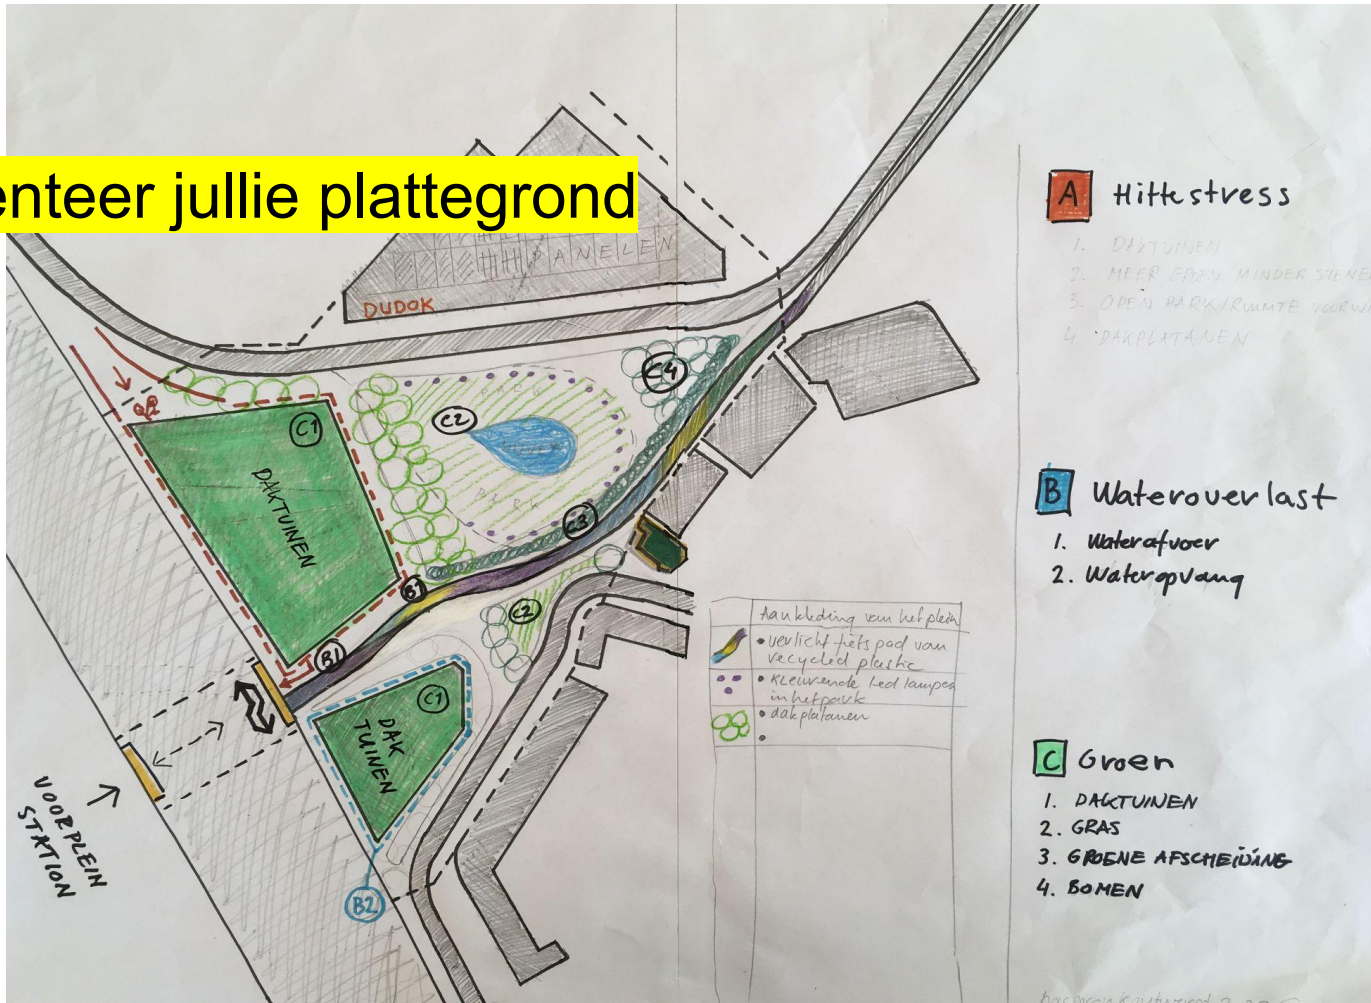 enteer jullie plattegrond
PANELEN
DUDOK
C4
C2
C1
PARK
DAKTUINEN
C3
B1
C2
B1
C1
DAK
TUINEN
VOORPLEIN
STATION
B2
A Hittestress
1. DAKTUINEN
2. MEER GROEN MINDER STENE
3. OPEN PARK/RUIMTE VOOR W
4. DAKPLATANEN
B Wateroverlast
1. Waterafvoer
2. Wateropvang
Aankleding van het plein
• verlicht fietspad van
recycled plastic
• kleurende led lampen
in het park
• dakplatanen
•
C Groen
1. DAKTUINEN
2. GRAS
3. GROENE AFSCHEIDING
4. BOMEN